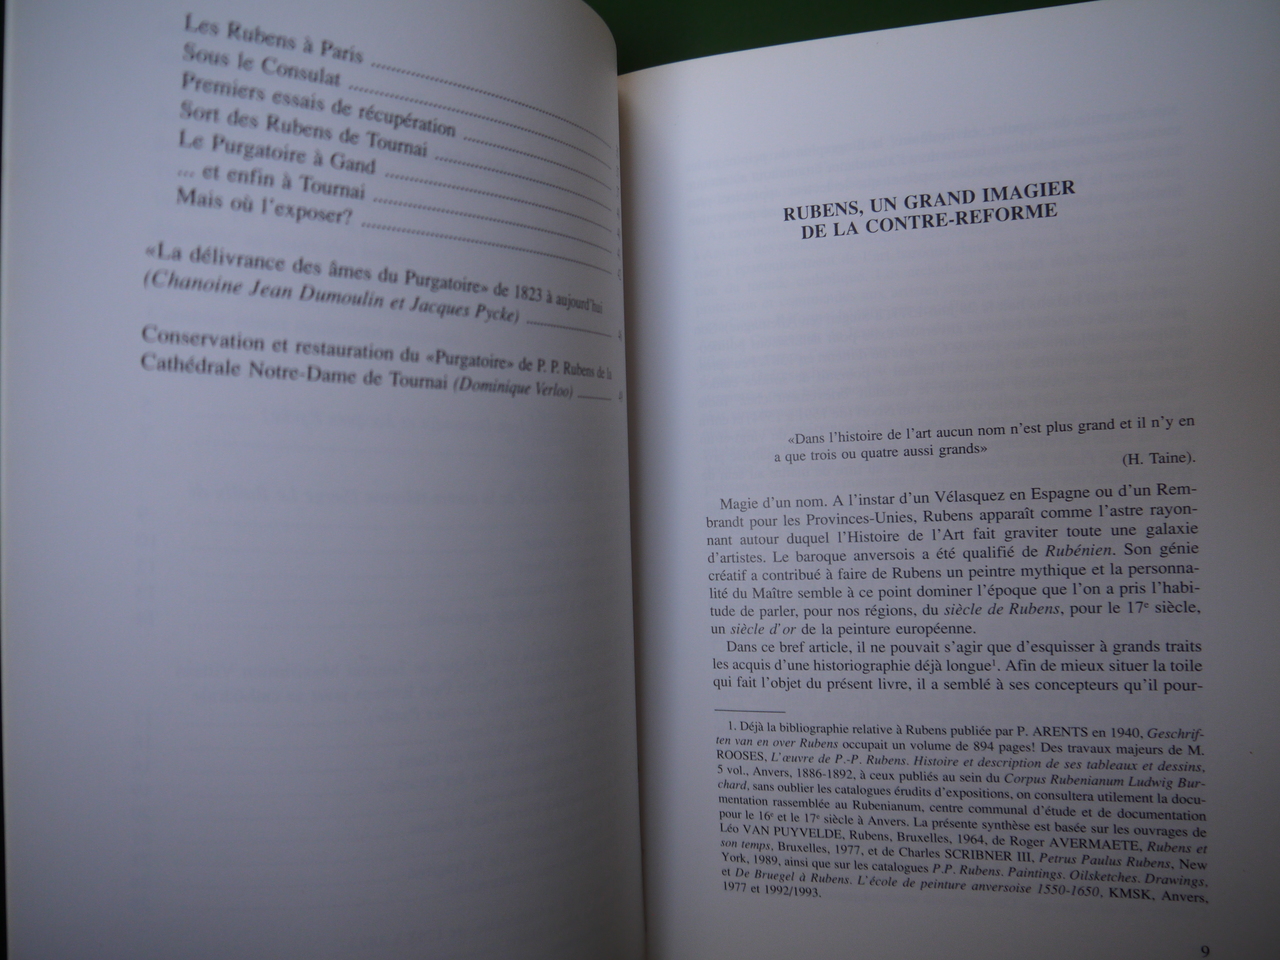 Les Rubens à Paris
Sous le Consulat
Premiers essais de récupération
Sort des Rubens de Tournai
Le Purgatoire à Gand
... et enfin à Tournai
Mais où l'exposer?
«La délivrance des âmes du Purgatoire» de 1823 à aujourd'hui
(Chanoine Jean Dumoulin et Jacques Pycke)
Conservation et restauration du «Purgatoire» de P. P. Rubens de la
Cathédrale Notre-Dame de Tournai (Dominique Verloo)
RUBENS, UN GRAND IMAGIER
DE LA CONTRE-REFORME
«Dans l'histoire de l'art aucun nom n'est plus grand et il n'y en
a que trois ou quatre aussi grands»
(H. Taine).
Magie d'un nom. A l'instar d'un Vélasquez en Espagne ou d'un Rem-
brandt pour les Provinces-Unies, Rubens apparaît comme l'astre rayon-
nant autour duquel l'Histoire de l'Art fait graviter toute une galaxie
d'artistes. Le baroque anversois a été qualifié de Rubénien. Son génie
créatif a contribué à faire de Rubens un peintre mythique et la personna-
lité du Maître semble à ce point dominer l'époque que l'on a pris l'habi-
tude de parler, pour nos régions, du siècle de Rubens, pour le 17e siècle,
un siècle d'or de la peinture européenne.
Dans ce bref article, il ne pouvait s'agir que d'esquisser à grands traits
les acquis d'une historiographie déjà longue1. Afin de mieux situer la toile
qui fait l'objet du présent livre, il a semblé à ses concepteurs qu'il pour-
1. Déjà la bibliographie relative à Rubens publiée par P. ARENTS en 1940, Geschrif-
ten van en over Rubens occupait un volume de 894 pages! Des travaux majeurs de M.
ROOSES, L'œuvre de P.-P. Rubens. Histoire et description de ses tableaux et dessins,
5 vol., Anvers, 1886-1892, à ceux publiés au sein du Corpus Rubenianum Ludwig Bur-
chard, sans oublier les catalogues érudits d'expositions, on consultera utilement la docu-
mentation rassemblée au Rubenianum, centre communal d'étude et de documentation
pour le 16e et le 17e siècle à Anvers. La présente synthèse est basée sur les ouvrages de
Léo VAN PUYVELDE, Rubens, Bruxelles, 1964, de Roger AVERMAETE, Rubens et
son temps, Bruxelles, 1977, et de Charles SCRIBNER III, Petrus Paulus Rubens, New
York, 1989, ainsi que sur les catalogues P.P. Rubens. Paintings. Oilsketches. Drawings,
et De Bruegel à Rubens. L'école de peinture anversoise 1550-1650, KMSK, Anvers,
1977 et 1992/1993.
9